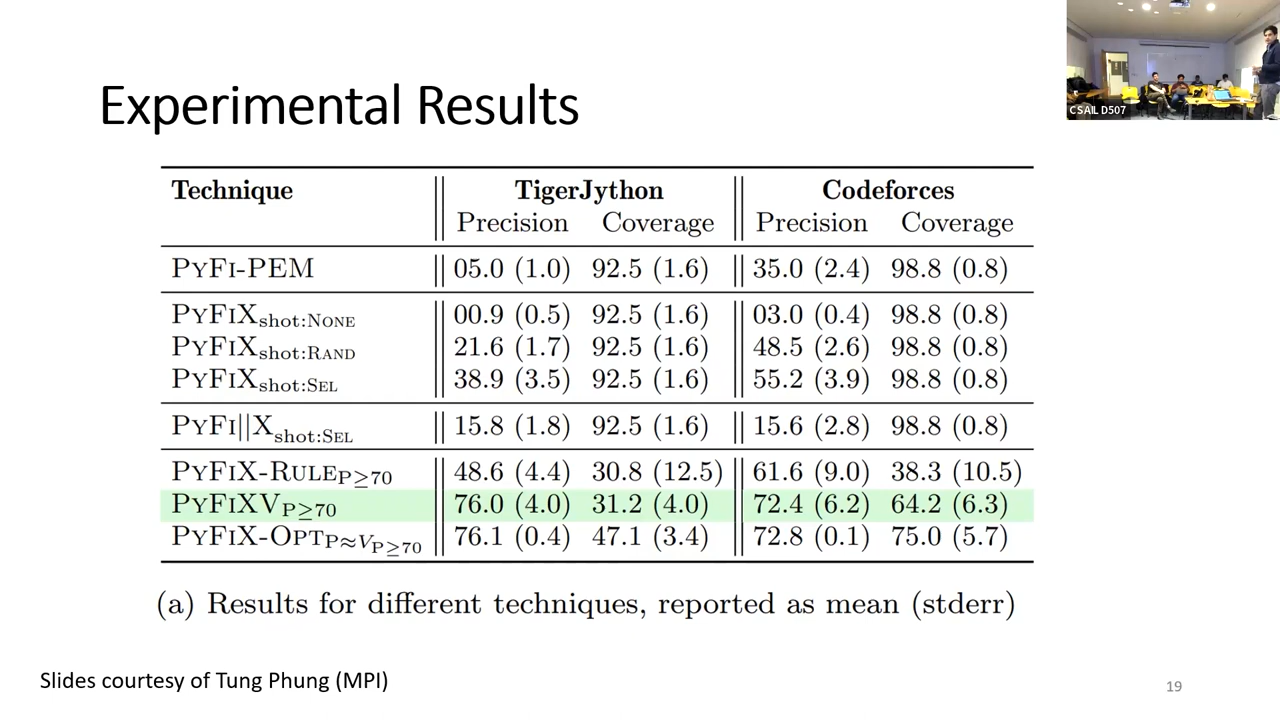 CSAIL D507
Experimental Results
Technique TigerJython Codeforces
Precision Coverage Precision Coverage
PYFI-PEM 05.0 (1.0) 92.5 (1.6) 35.0 (2.4) 98.8 (0.8)
PYFIX shot:NONE 00.9 (0.5) 92.5 (1.6) 03.0 (0.4) 98.8 (0.8)
PYFIX shot:RAND 21.6 (1.7) 92.5 (1.6) 48.5 (2.6) 98.8 (0.8)
PYFIX shot:SEL 38.9 (3.5) 92.5 (1.6) 55.2 (3.9) 98.8 (0.8)
PYFI||X shot:SEL 15.8 (1.8) 92.5 (1.6) 15.6 (2.8) 98.8 (0.8)
PYFIX-RULE P≥70 48.6 (4.4) 30.8 (12.5) 61.6 (9.0) 38.3 (10.5)
PYFIXV P≥70 76.0 (4.0) 31.2 (4.0) 72.4 (6.2) 64.2 (6.3)
PYFIX-OPT P≈V P≥70 76.1 (0.4) 47.1 (3.4) 72.8 (0.1) 75.0 (5.7)
(a) Results for different techniques, reported as mean (stderr)
Slides courtesy of Tung Phung (MPI)
19